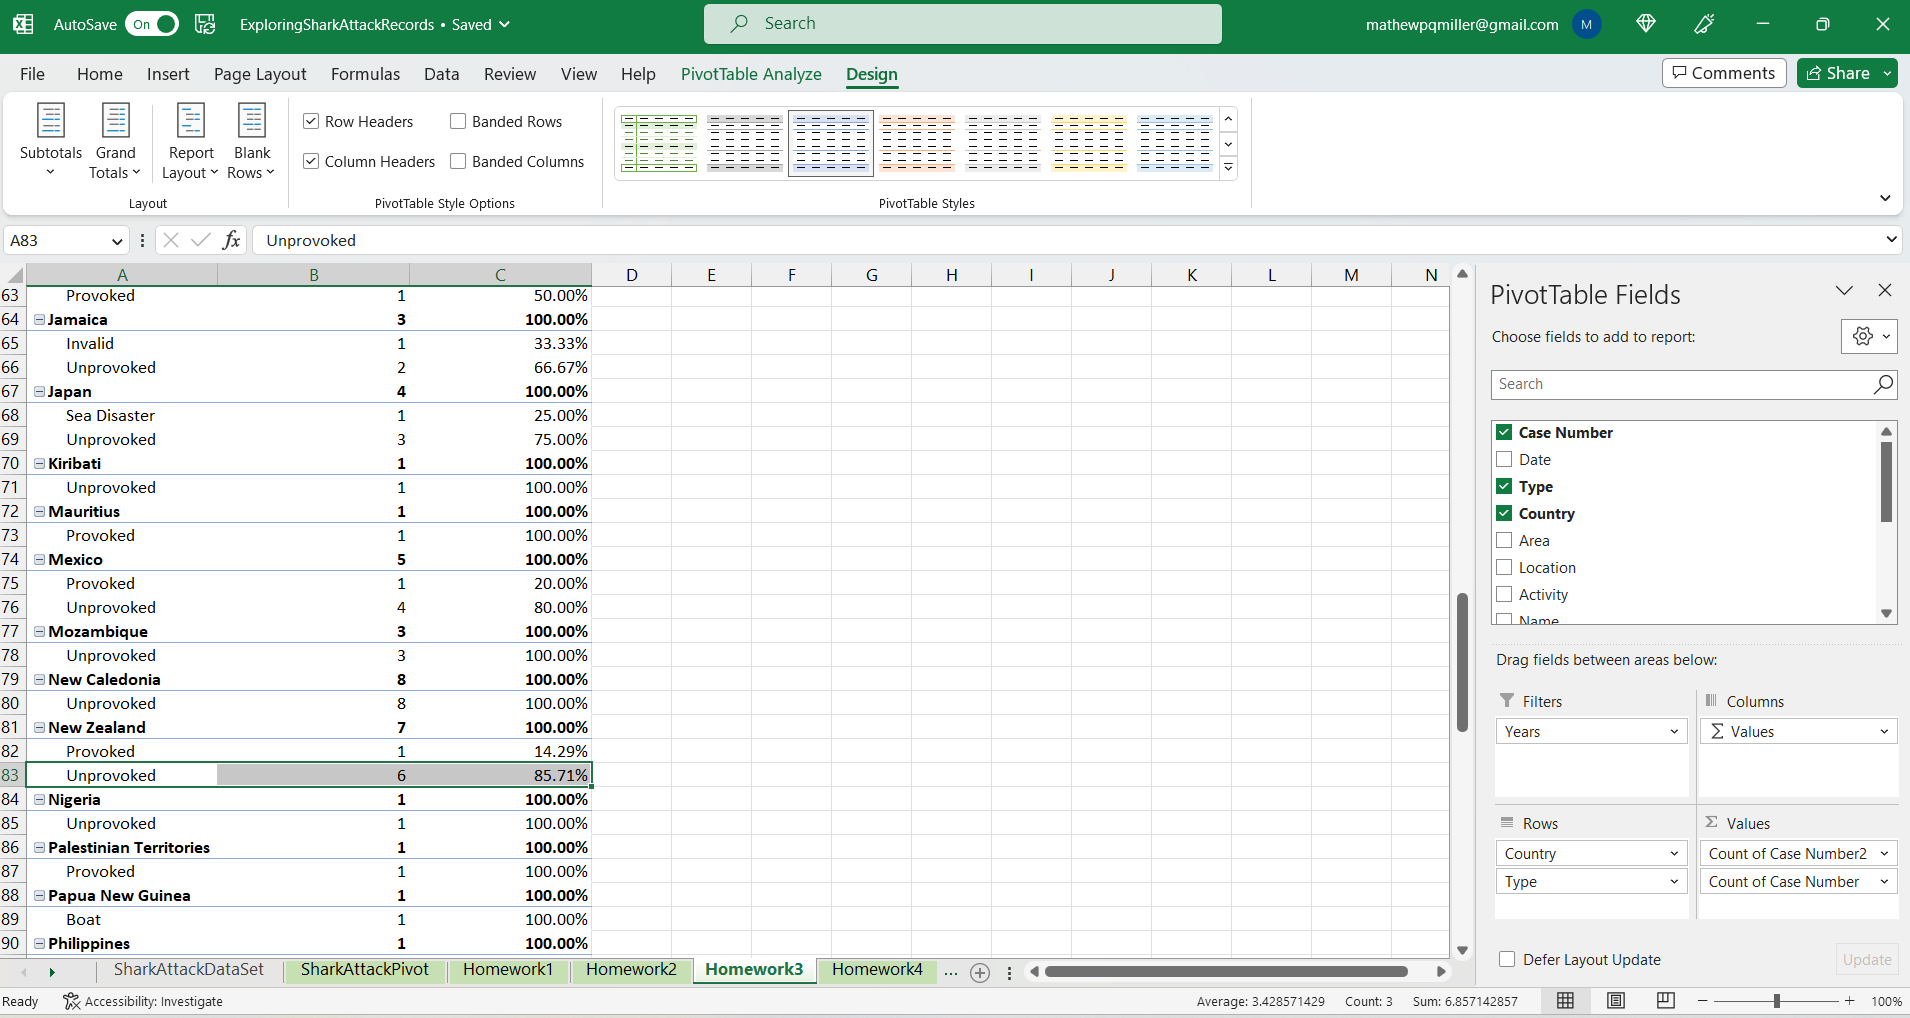 AutoSave On ExploringSharkAttackRecords • Saved Search mathewpqmiller@gmail.com M
File Home Insert Page Layout Formulas Data Review View Help PivotTable Analyze Design Comments Share
Subtotals Grand Totals Report Layout Blank Rows
Layout
Row Headers Banded Rows
Column Headers Banded Columns
PivotTable Style Options
PivotTable Styles
A83 fx Unprovoked
A B C D E F G H I J K L M N
63 Provoked 1 50.00%
64 Jamaica 3 100.00%
65 Invalid 1 33.33%
66 Unprovoked 2 66.67%
67 Japan 4 100.00%
68 Sea Disaster 1 25.00%
69 Unprovoked 3 75.00%
70 Kiribati 1 100.00%
71 Unprovoked 1 100.00%
72 Mauritius 1 100.00%
73 Provoked 1 100.00%
74 Mexico 5 100.00%
75 Provoked 1 20.00%
76 Unprovoked 4 80.00%
77 Mozambique 3 100.00%
78 Unprovoked 3 100.00%
79 New Caledonia 8 100.00%
80 Unprovoked 8 100.00%
81 New Zealand 7 100.00%
82 Provoked 1 14.29%
83 Unprovoked 6 85.71%
84 Nigeria 1 100.00%
85 Unprovoked 1 100.00%
86 Palestinian Territories 1 100.00%
87 Provoked 1 100.00%
88 Papua New Guinea 1 100.00%
89 Boat 1 100.00%
90 Philippines 1 100.00%
PivotTable Fields
Choose fields to add to report:
Search
Case Number
Date
Type
Country
Area
Location
Activity
Name
Drag fields between areas below:
Filters Columns
Years Σ Values
Rows Σ Values
Country Count of Case Number2
Type Count of Case Number
Defer Layout Update Update
SharkAttackDataSet SharkAttackPivot Homework1 Homework2 Homework3 Homework4 ...
Ready Accessibility: Investigate Average: 3.428571429 Count: 3 Sum: 6.857142857 100%